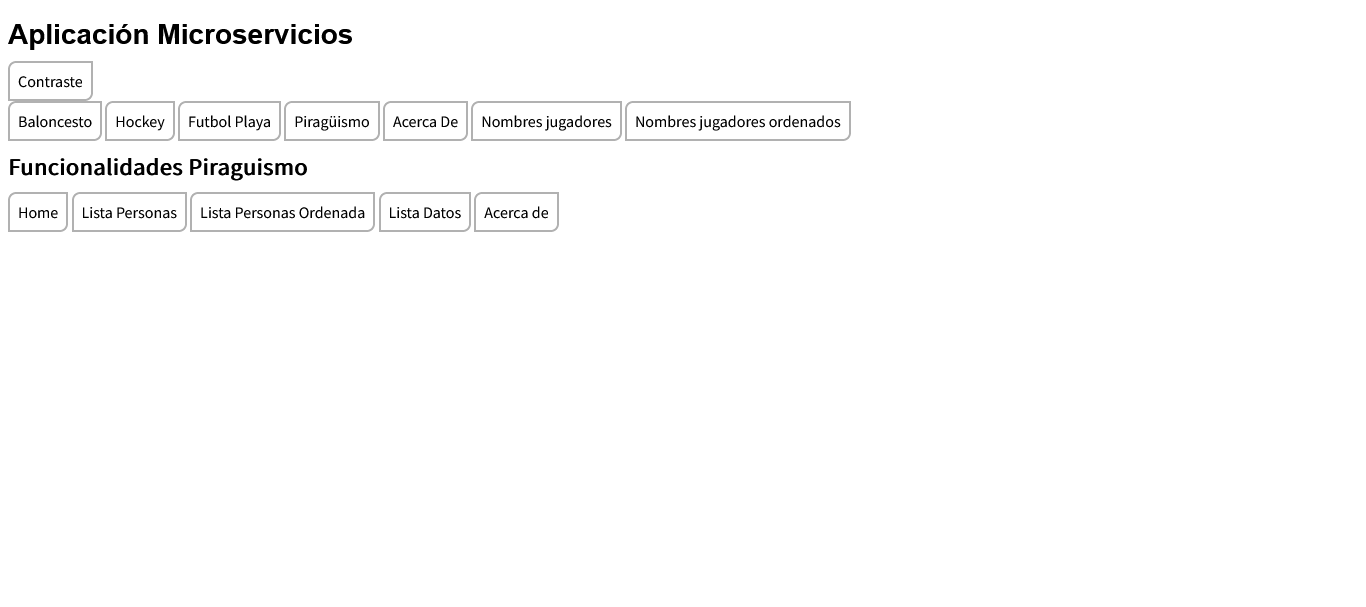 Aplicación Microservicios
Contraste
Baloncesto Hockey Futbol Playa Piragüismo Acerca De Nombres jugadores Nombres jugadores ordenados
Funcionalidades Piraguismo
Home Lista Personas Lista Personas Ordenada Lista Datos Acerca de